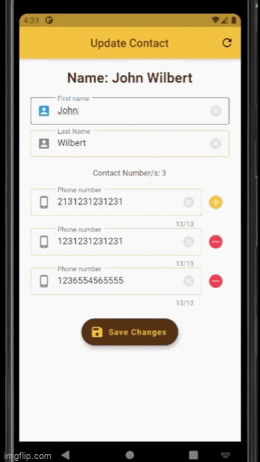 4:33
Update Contact
Name: John Wilbert
First name
John
Last Name
Wilbert
Contact Number/s: 3
Phone number
2131231231231
13/13
Phone number
1231231231231
13/13
Phone number
1236554565555
13/13
Save Changes
imgflip.com